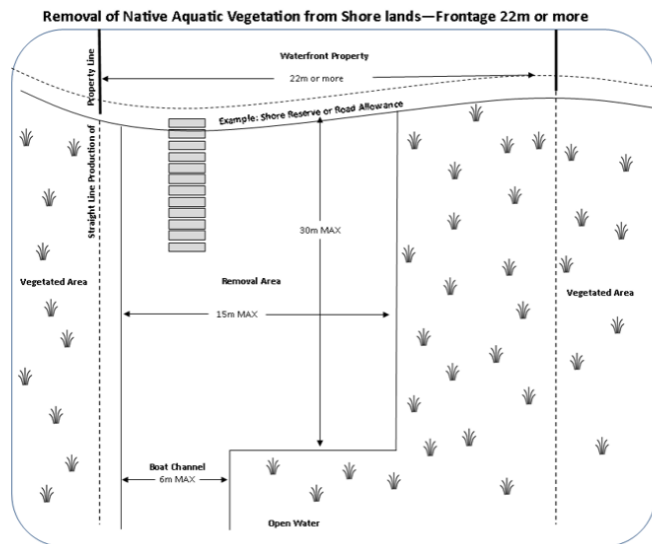 Removal of Native Aquatic Vegetation from Shore lands—Frontage 22m or more
Waterfront Property
22m or more
Property Line
Straight Line Production of
Example: Shore Reserve or Road Allowance
30m MAX
Vegetated Area
Removal Area
Vegetated Area
15m MAX
Boat Channel
6m MAX
Open Water